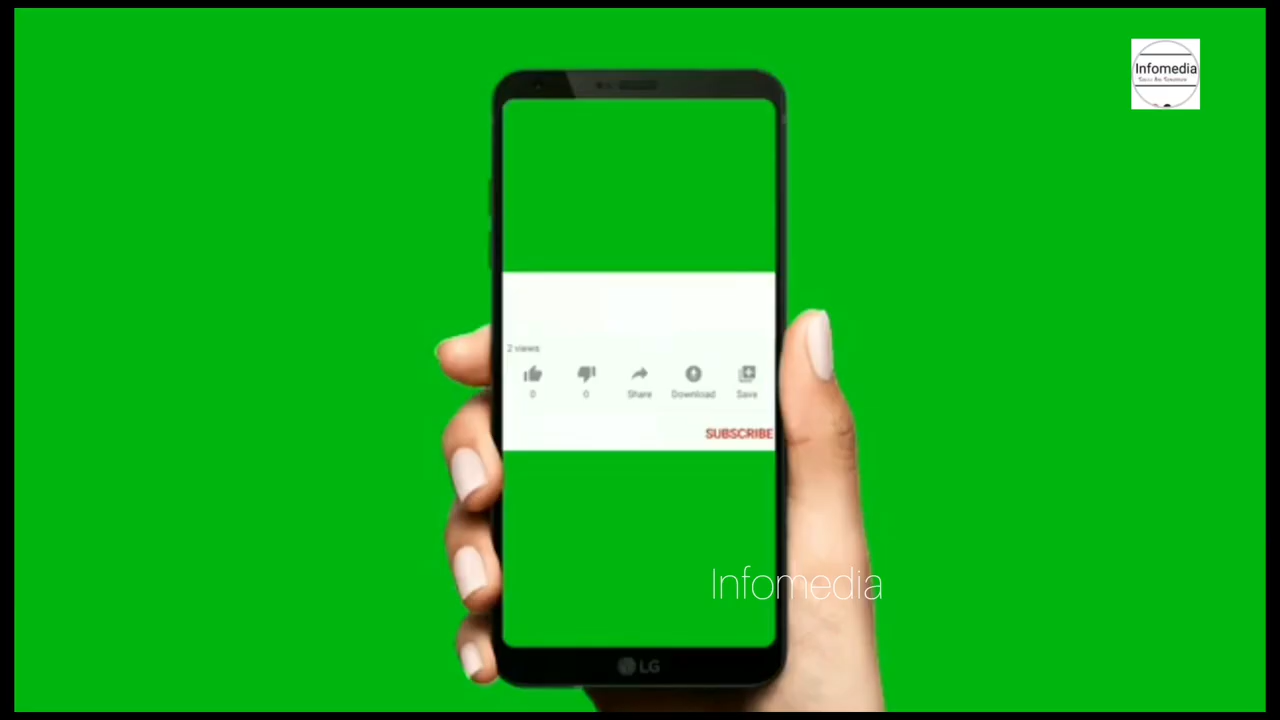 Infomedia
2 views
0
0
Share
Download
Save
SUBSCRIBE
Infomedia
LG